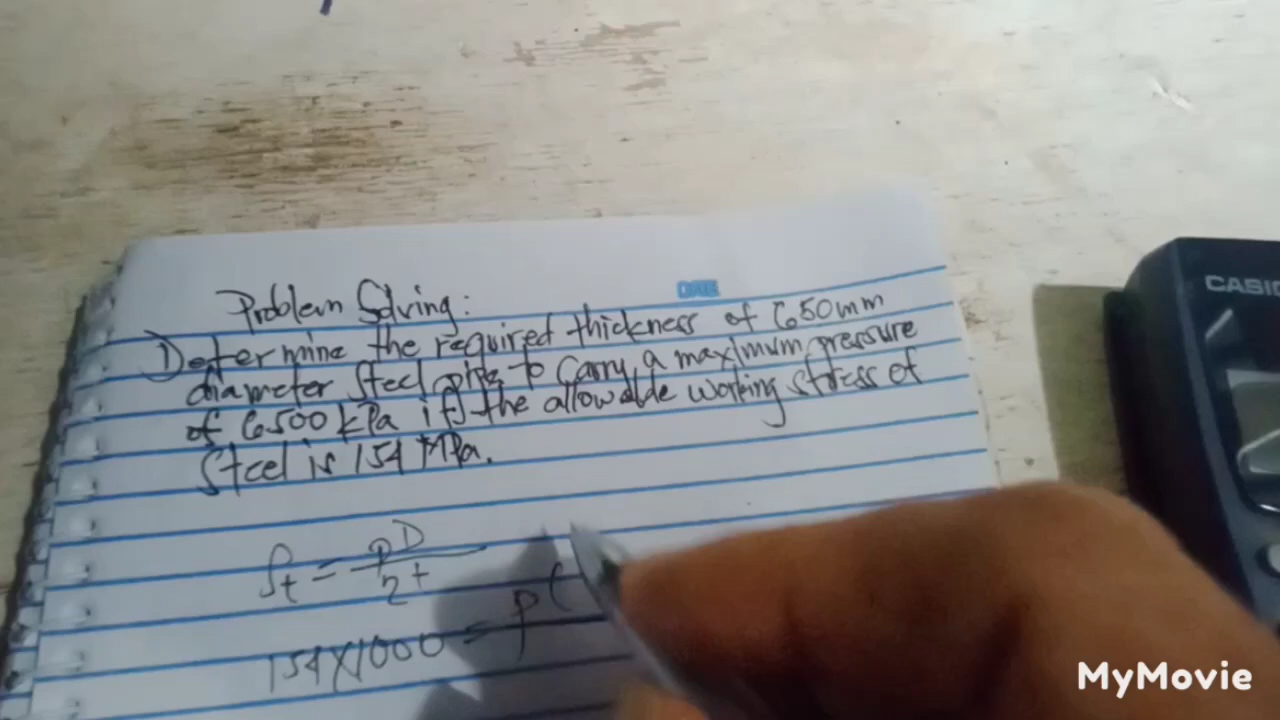 Problem Solving:
1) Determine the required thickness of 650mm
diameter steel pipe to carry a maximum pressure
of 6500 kPa if the allowable working stress of
steel is 154 MPa.
St = pD
2t
154x1000 = p(
CASIO
MyMovie